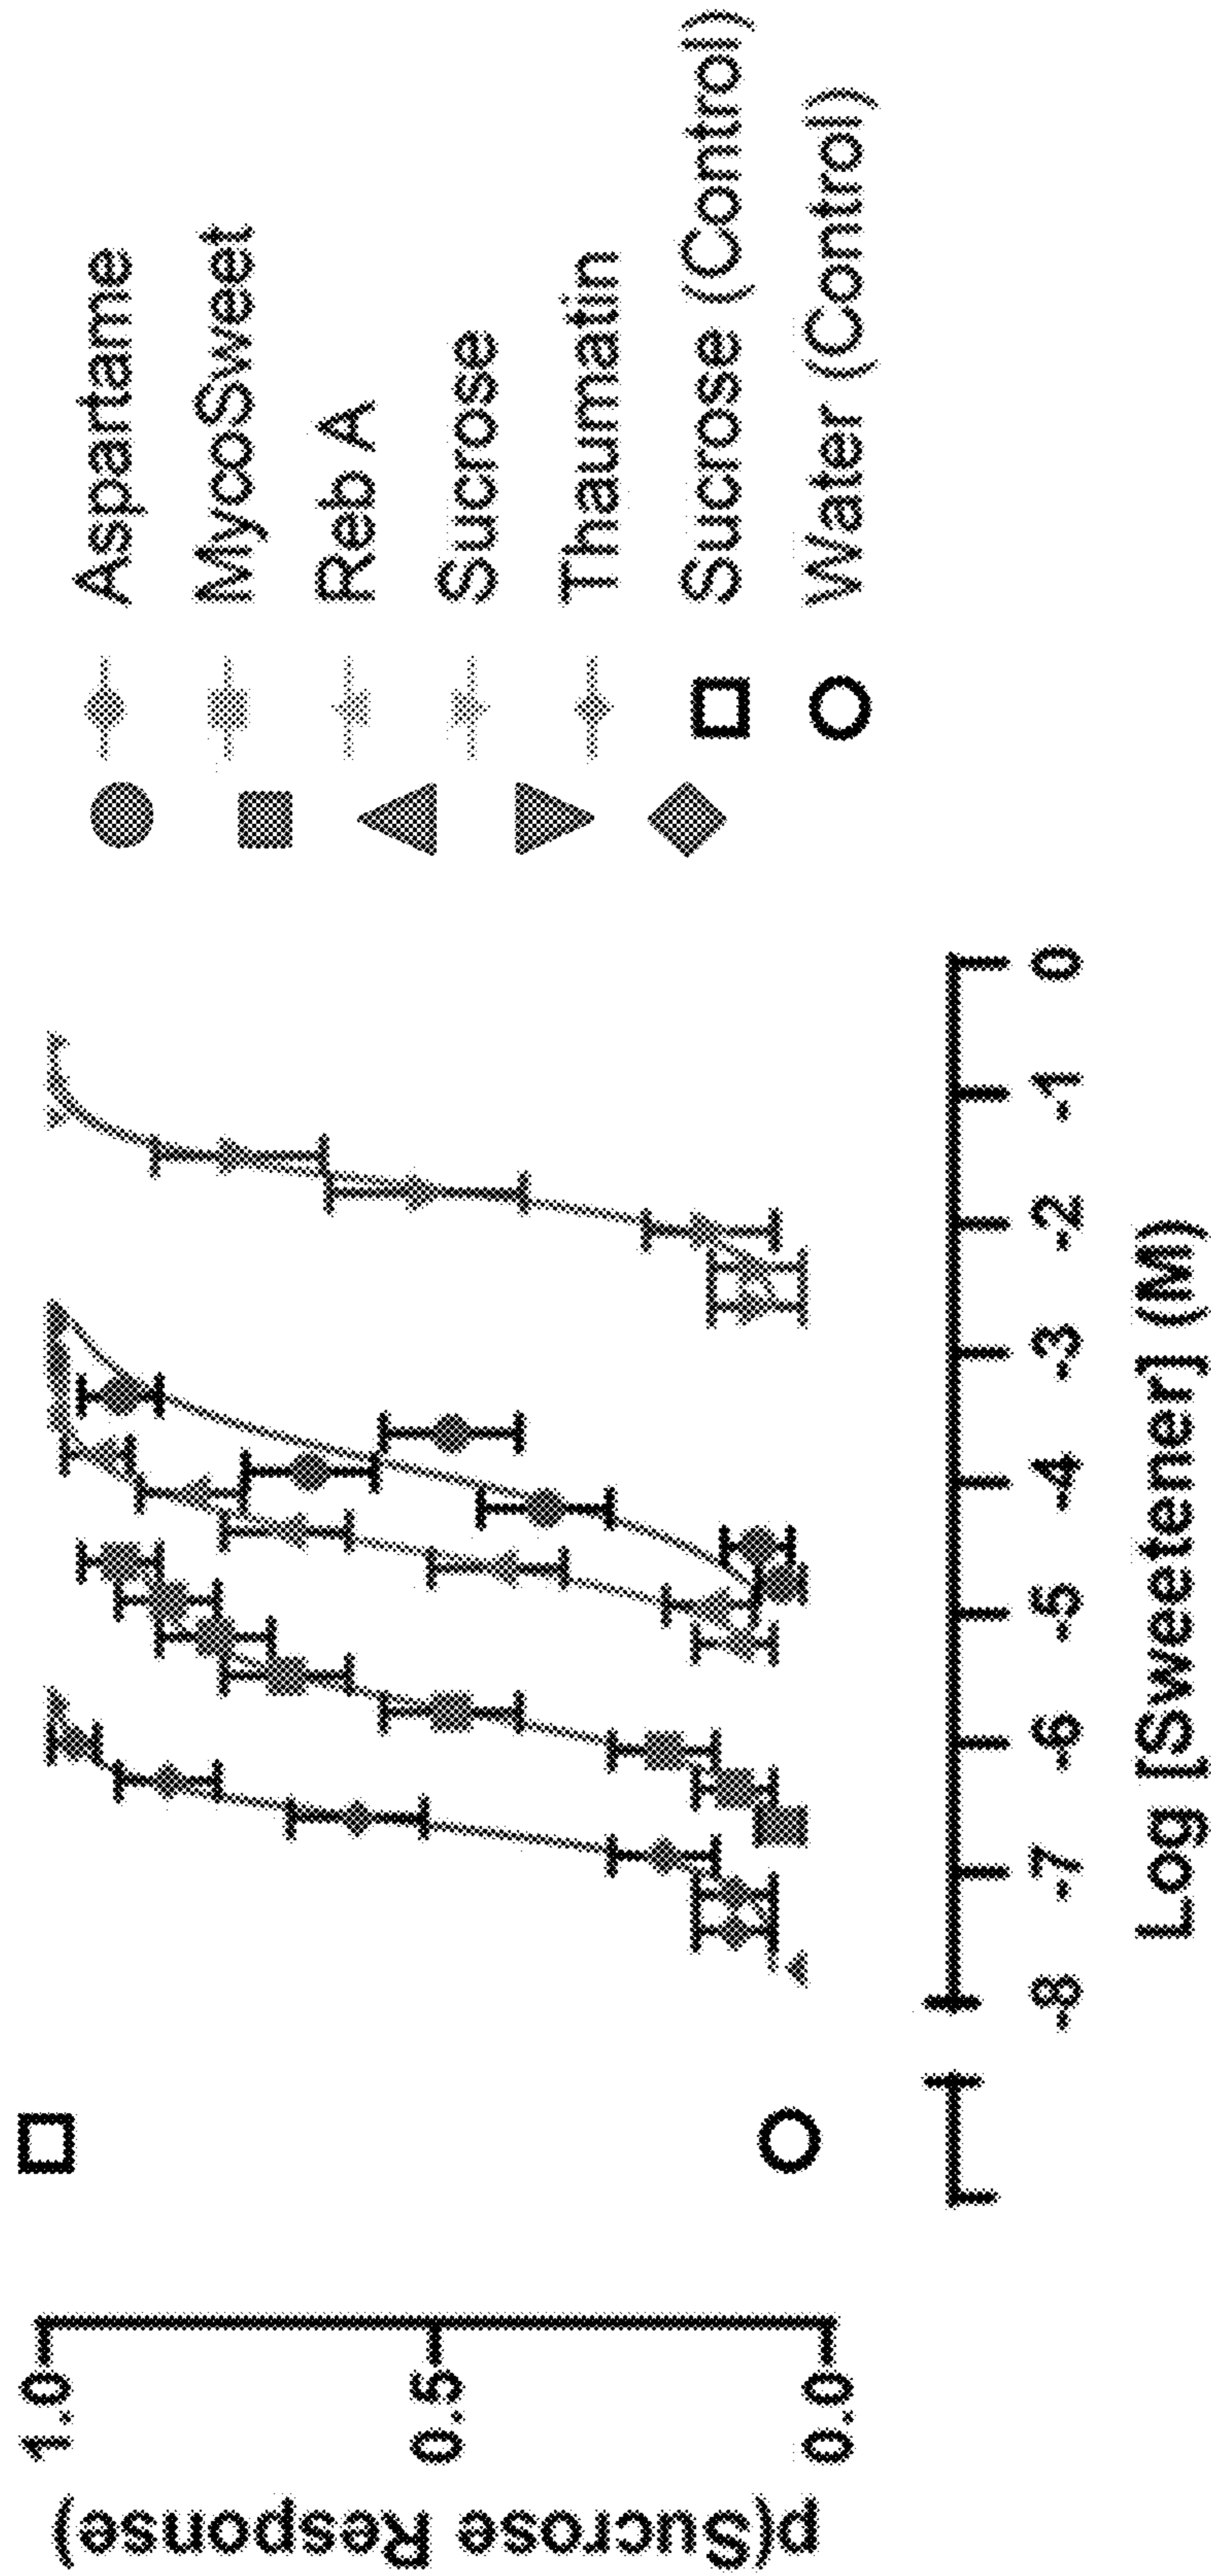 p(Sucrose Response)
1.0
0.5
0.0
-8
-7
-6
-5
-4
-3
-2
-1
0
Log [Sweetener] (M)
Aspartame
MycoSweet
Reb A
Sucrose
Thaumatin
Sucrose (Control)
Water (Control)